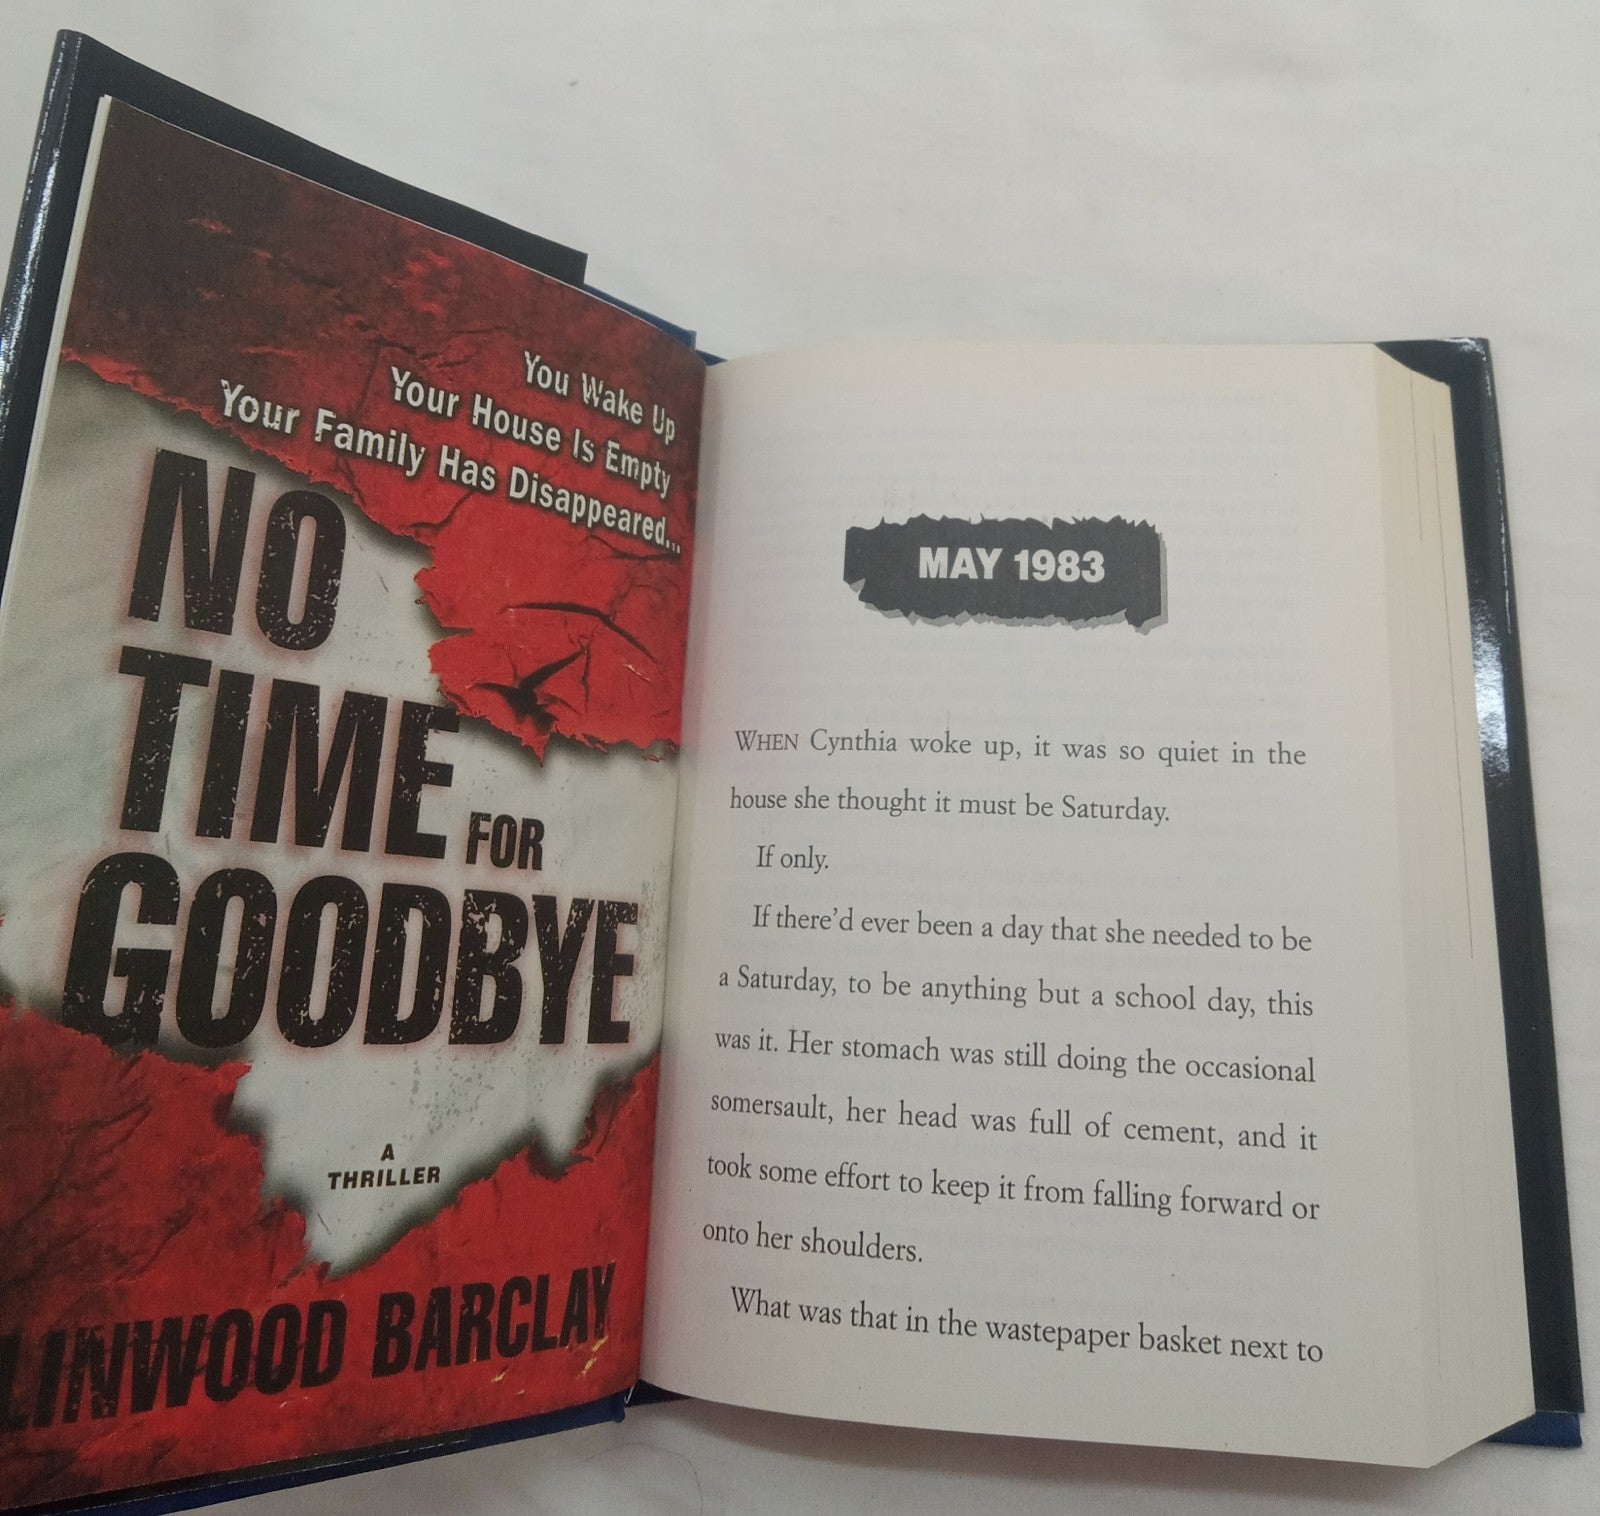 You Wake Up
Your House Is Empty
Your Family Has Disappeared...
NO
TIME FOR
GOODBYE
A
THRILLER
LINWOOD BARCLAY
MAY 1983
WHEN Cynthia woke up, it was so quiet in the
house she thought it must be Saturday.
If only.
If there'd ever been a day that she needed to be
a Saturday, to be anything but a school day, this
was it. Her stomach was still doing the occasional
somersault, her head was full of cement, and it
took some effort to keep it from falling forward or
onto her shoulders.
What was that in the wastepaper basket next to